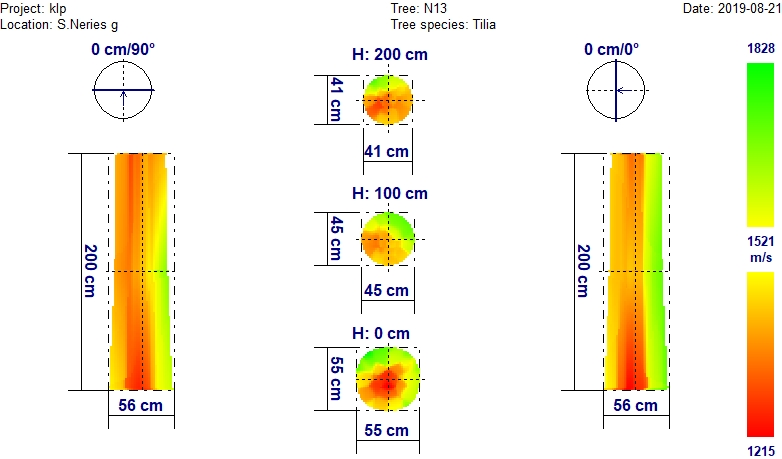 Project: klp Tree: N13 Date: 2019-08-21
Location: S.Neries g Tree species: Tilia
0 cm/90° H: 200 cm 0 cm/0° 1828
41 cm
41 cm
H: 100 cm
45 cm
45 cm
200 cm 200 cm
1521
m/s
H: 0 cm
55 cm
55 cm
56 cm 56 cm
1215